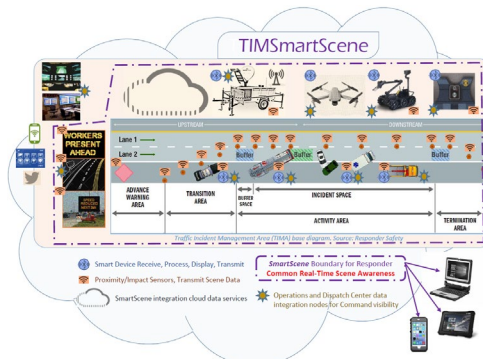 TIMSmartScene
UPSTREAM
DOWNSTREAM
WORKERS
PRESENT
AHEAD
Lane 1
Lane 2
Buffer
Buffer
Buffer
ADVANCE
WARNING
AREA
TRANSITION
AREA
BUFFER
SPACE
INCIDENT SPACE
ACTIVITY AREA
TERMINATION
AREA
Traffic Incident Management Area (TIMA) base diagram. Source: Responder Safety
Smart Device Receive, Process, Display, Transmit
Proximity/Impact Sensors, Transmit Scene Data
SmartScene integration cloud data services
SmartScene Boundary for Responder
Common Real-Time Scene Awareness
Operations and Dispatch Center data
integration nodes for Command visibility